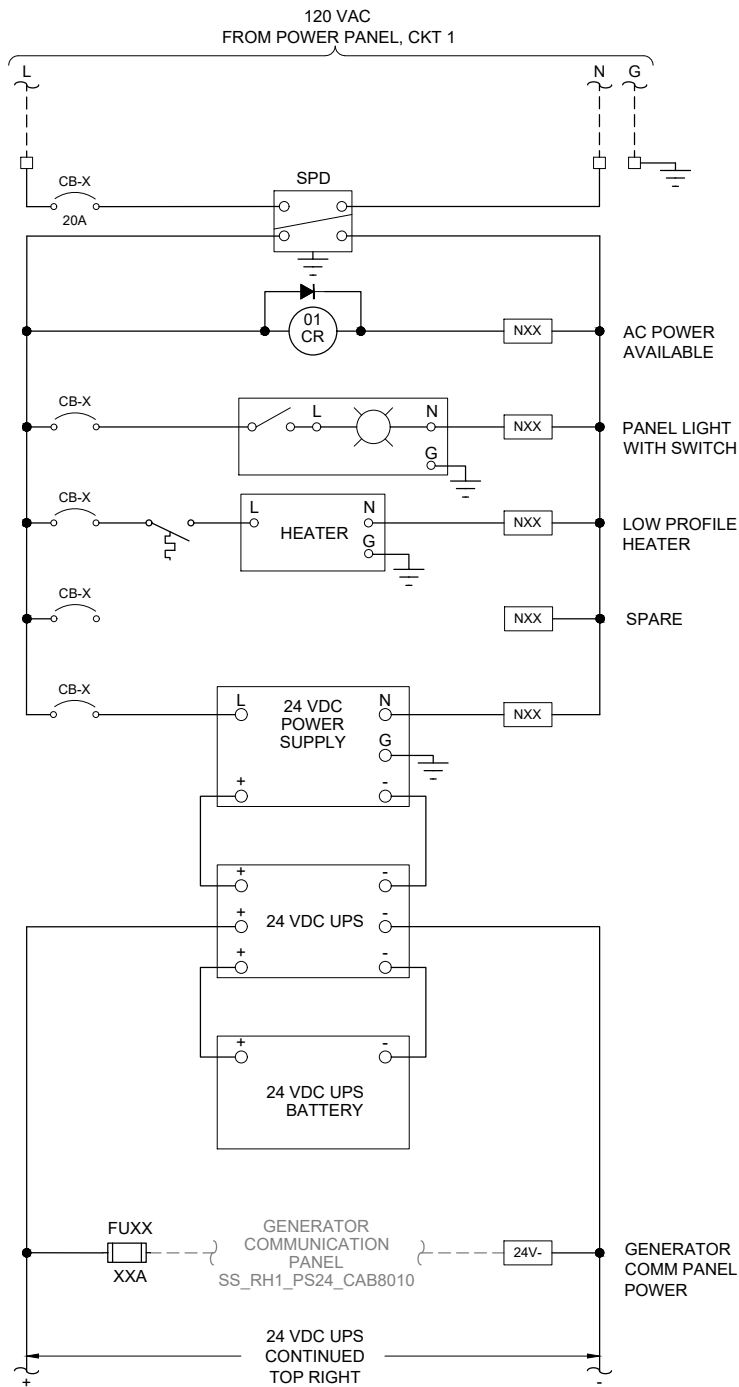 120 VAC
FROM POWER PANEL, CKT 1
L
N
G
CB-X
20A
SPD
01
CR
NXX
AC POWER
AVAILABLE
CB-X
L
N
G
NXX
PANEL LIGHT
WITH SWITCH
CB-X
L
HEATER
N
G
NXX
LOW PROFILE
HEATER
CB-X
NXX
SPARE
CB-X
L
24 VDC
POWER
SUPPLY
N
G
NXX
+
-
+
-
+
24 VDC UPS
-
+
-
+
-
24 VDC UPS
BATTERY
FUXX
XXA
GENERATOR
COMMUNICATION
PANEL
SS_RH1_PS24_CAB8010
24V-
GENERATOR
COMM PANEL
POWER
24 VDC UPS
CONTINUED
TOP RIGHT
+
-